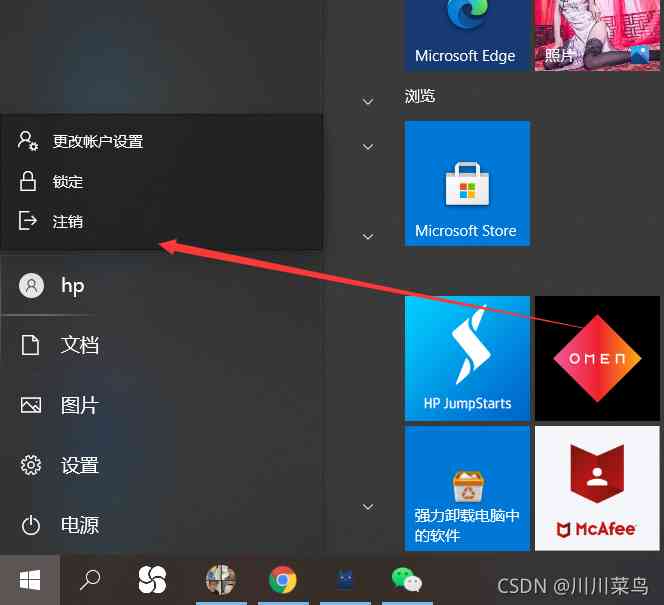 Microsoft Edge
照片
浏览
更改帐户设置
锁定
注销
Microsoft Store
hp
文档
OMEN
HP JumpStarts
图片
设置
强力卸载电脑中
的软件
McAfee
电源
CSDN @川川菜鸟